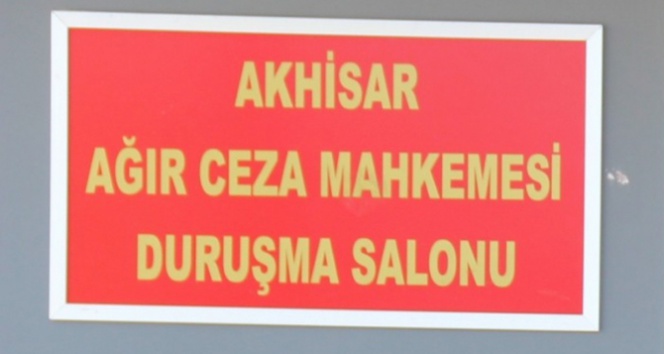 AKHİSAR
AĞIR CEZA MAHKEMESİ
DURUŞMA SALONU